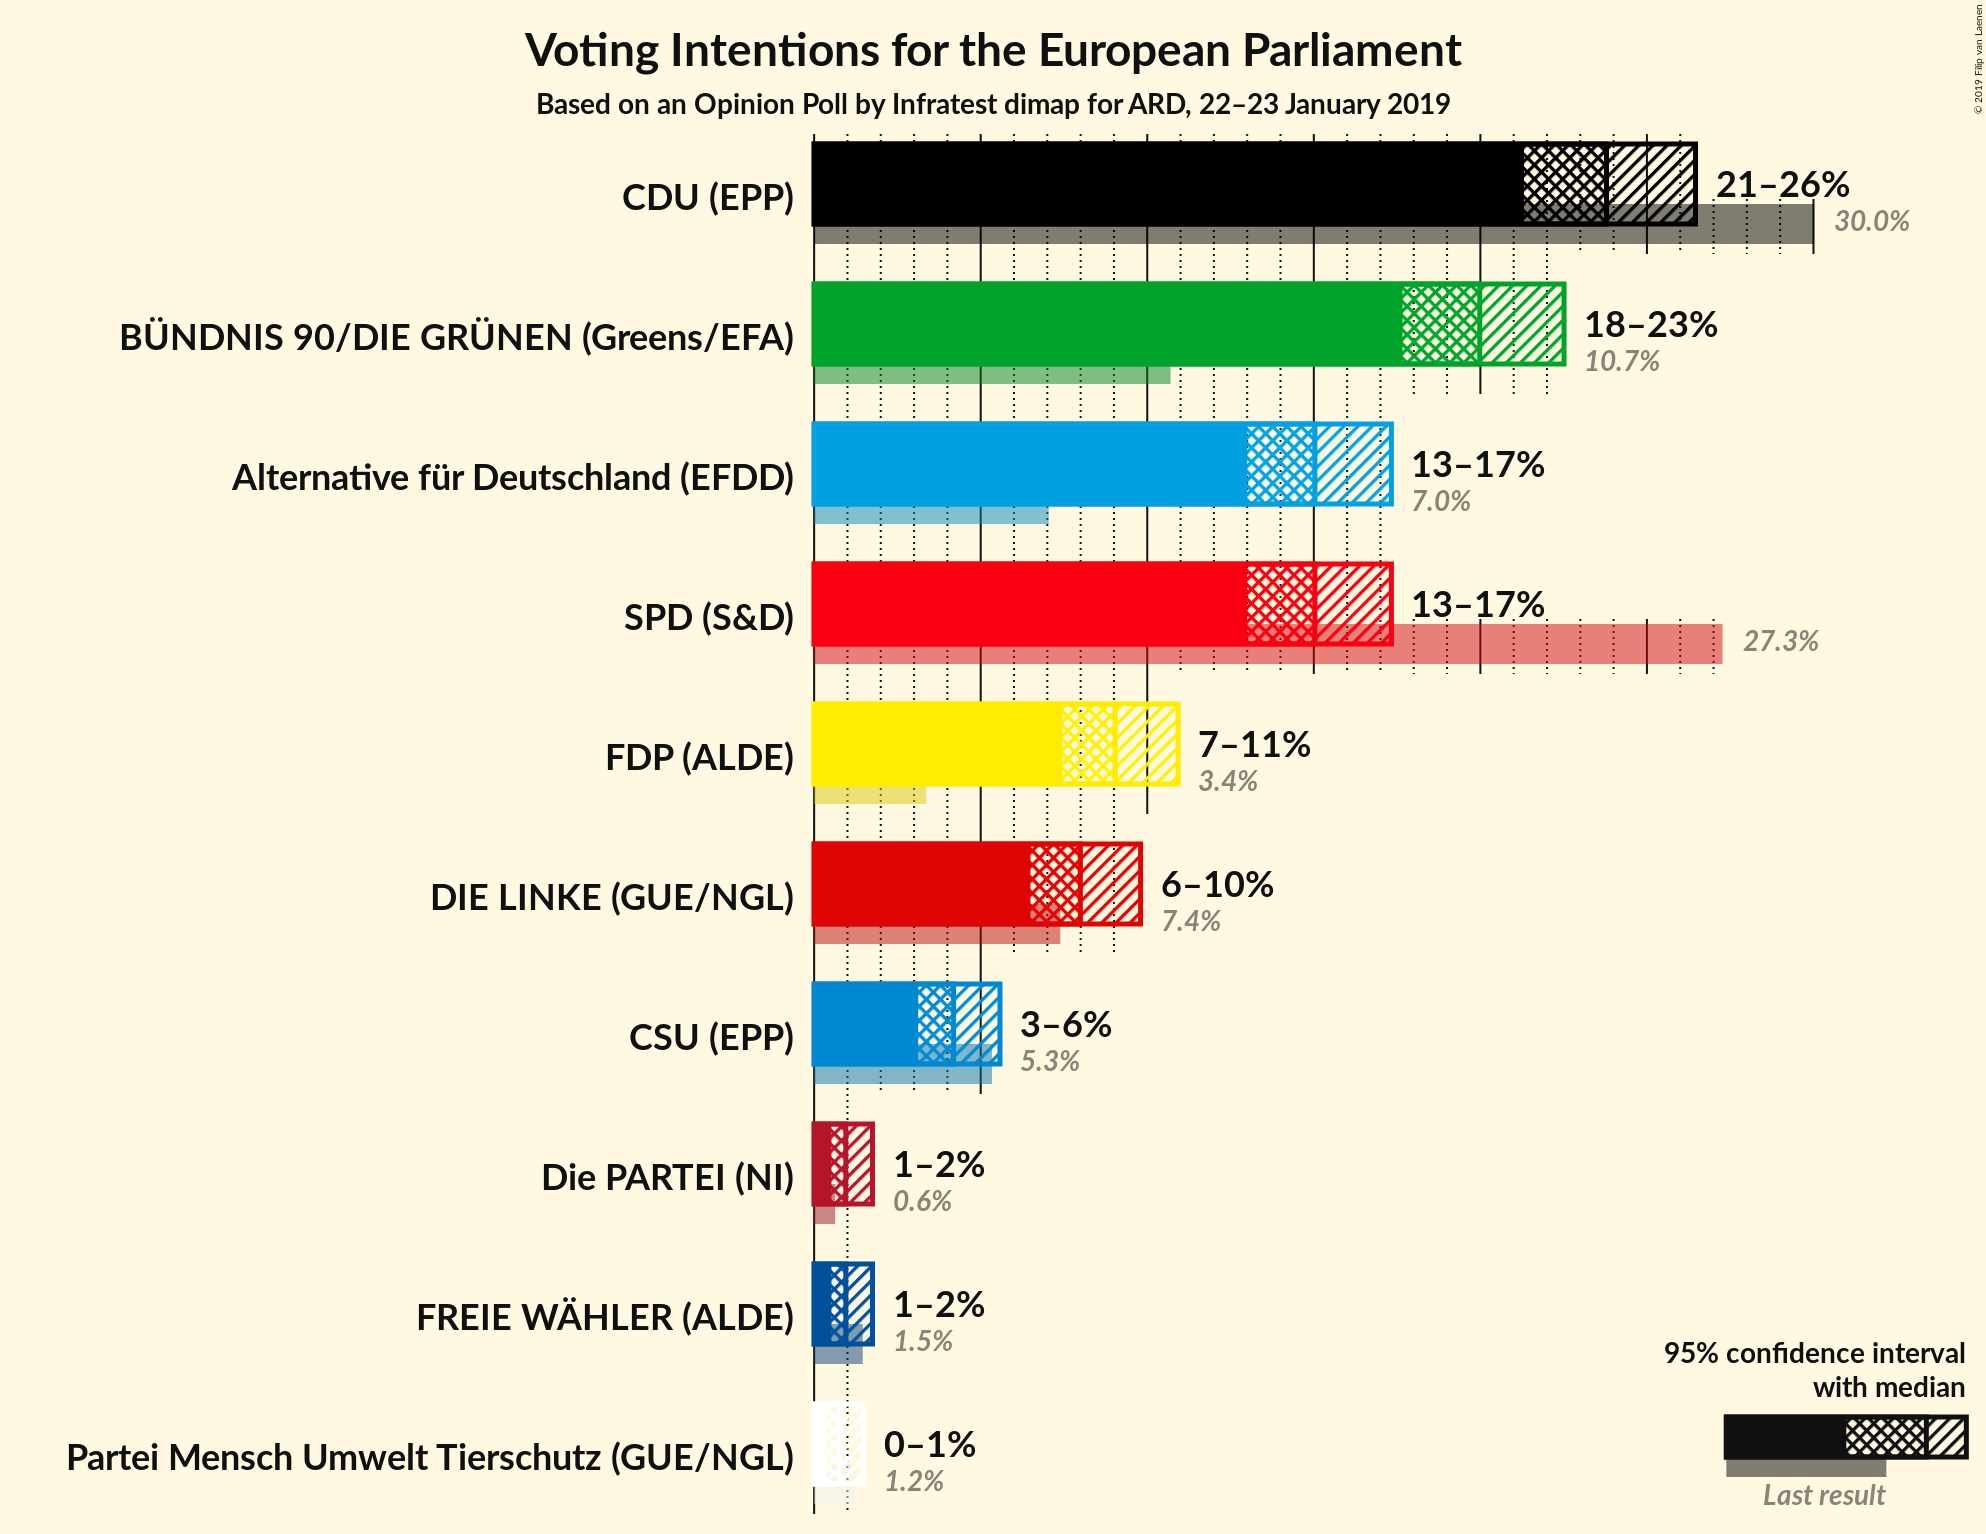 Voting Intentions for the European Parliament
Based on an Opinion Poll by Infratest dimap for ARD, 22–23 January 2019
© 2019 Filip van Laenen
CDU (EPP)
21–26%
30.0%
BÜNDNIS 90/DIE GRÜNEN (Greens/EFA)
18–23%
10.7%
Alternative für Deutschland (EFDD)
13–17%
7.0%
SPD (S&D)
13–17%
27.3%
FDP (ALDE)
7–11%
3.4%
DIE LINKE (GUE/NGL)
6–10%
7.4%
CSU (EPP)
3–6%
5.3%
Die PARTEI (NI)
1–2%
0.6%
FREIE WÄHLER (ALDE)
1–2%
1.5%
Partei Mensch Umwelt Tierschutz (GUE/NGL)
0–1%
1.2%
95% confidence interval
with median
Last result